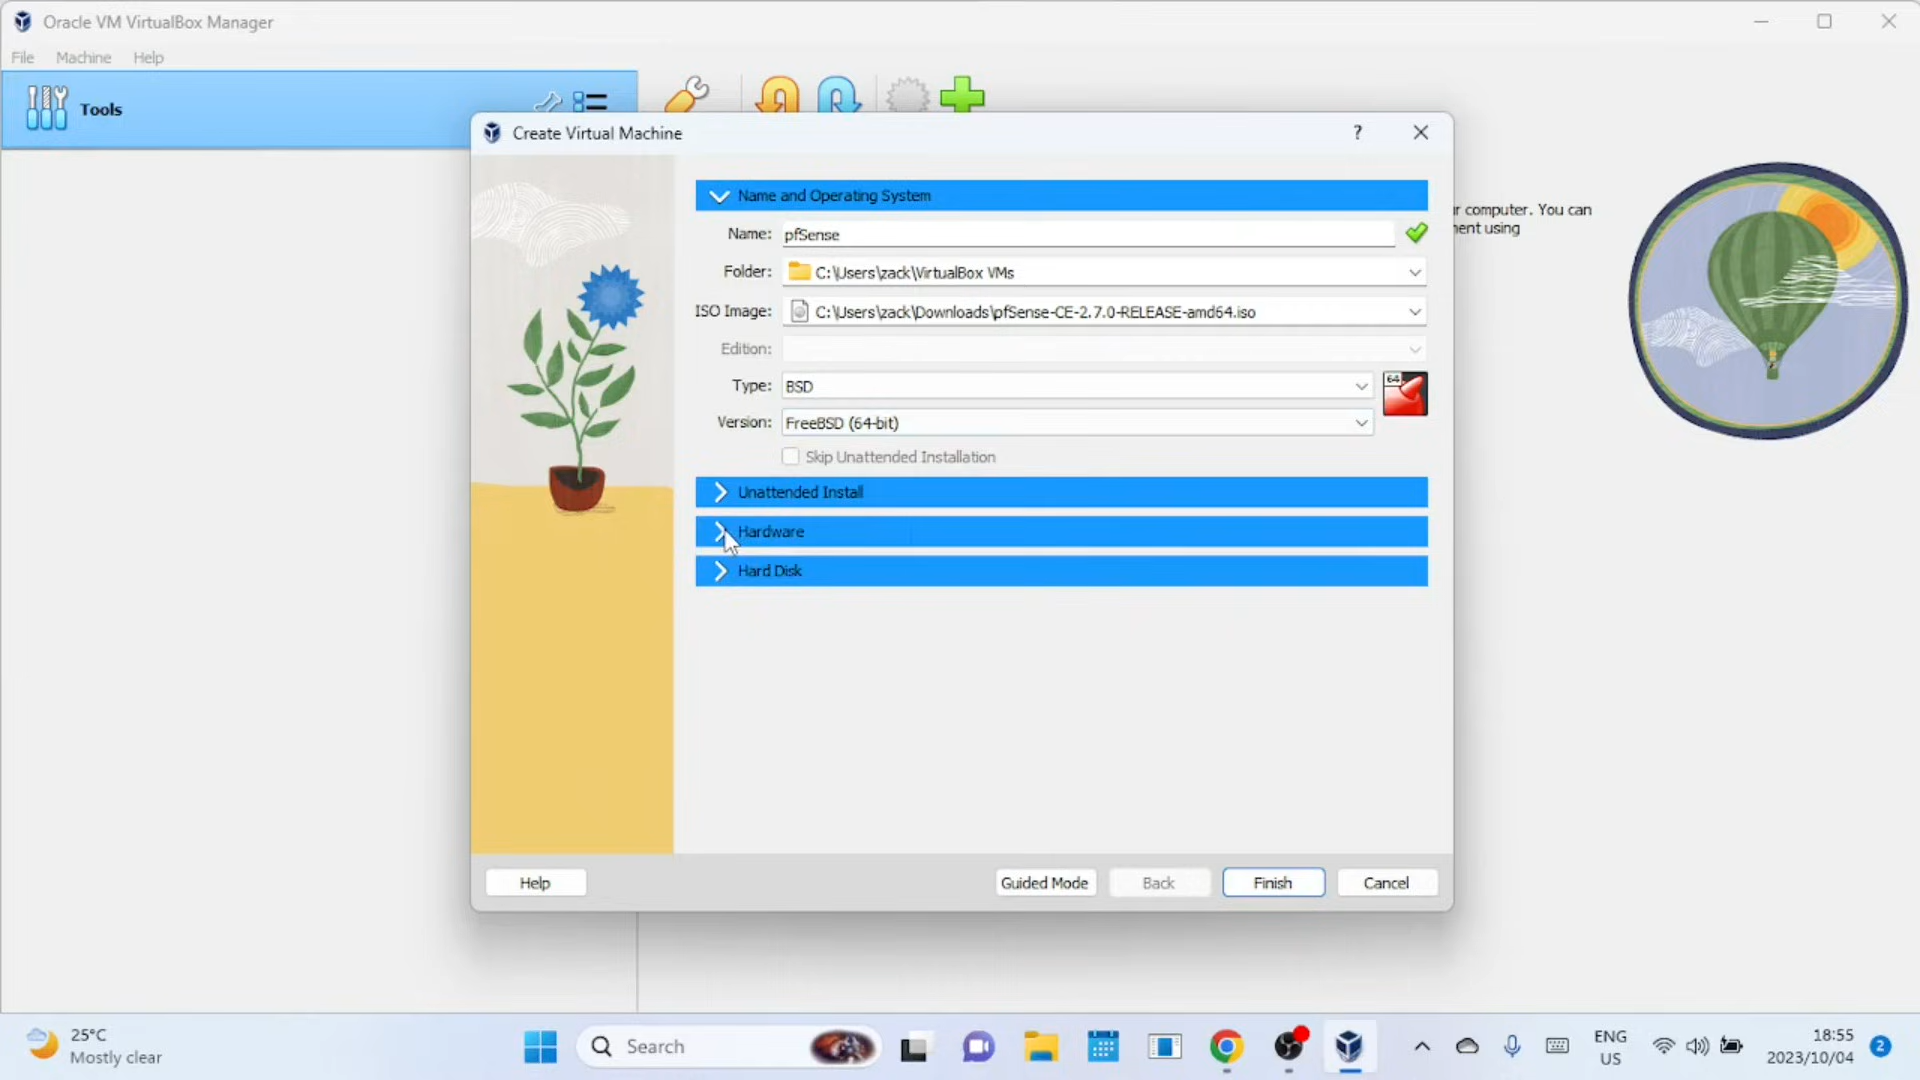 Oracle VM VirtualBox Manager
File Machine Help
Tools
Create Virtual Machine ?
Name and Operating System
r computer. You can
ent using
Name: pfSense
Folder: C:\Users\zack\VirtualBox VMs
ISO Image: C:\Users\zack\Downloads\pfSense-CE-2.7.0-RELEASE-amd64.iso
Edition:
Type: BSD
64
Version: FreeBSD (64-bit)
Skip Unattended Installation
Unattended Install
Hardware
Hard Disk
Help Guided Mode Back Finish Cancel
25°C
Mostly clear
Search
ENG
US
18:55
2023/10/04
2